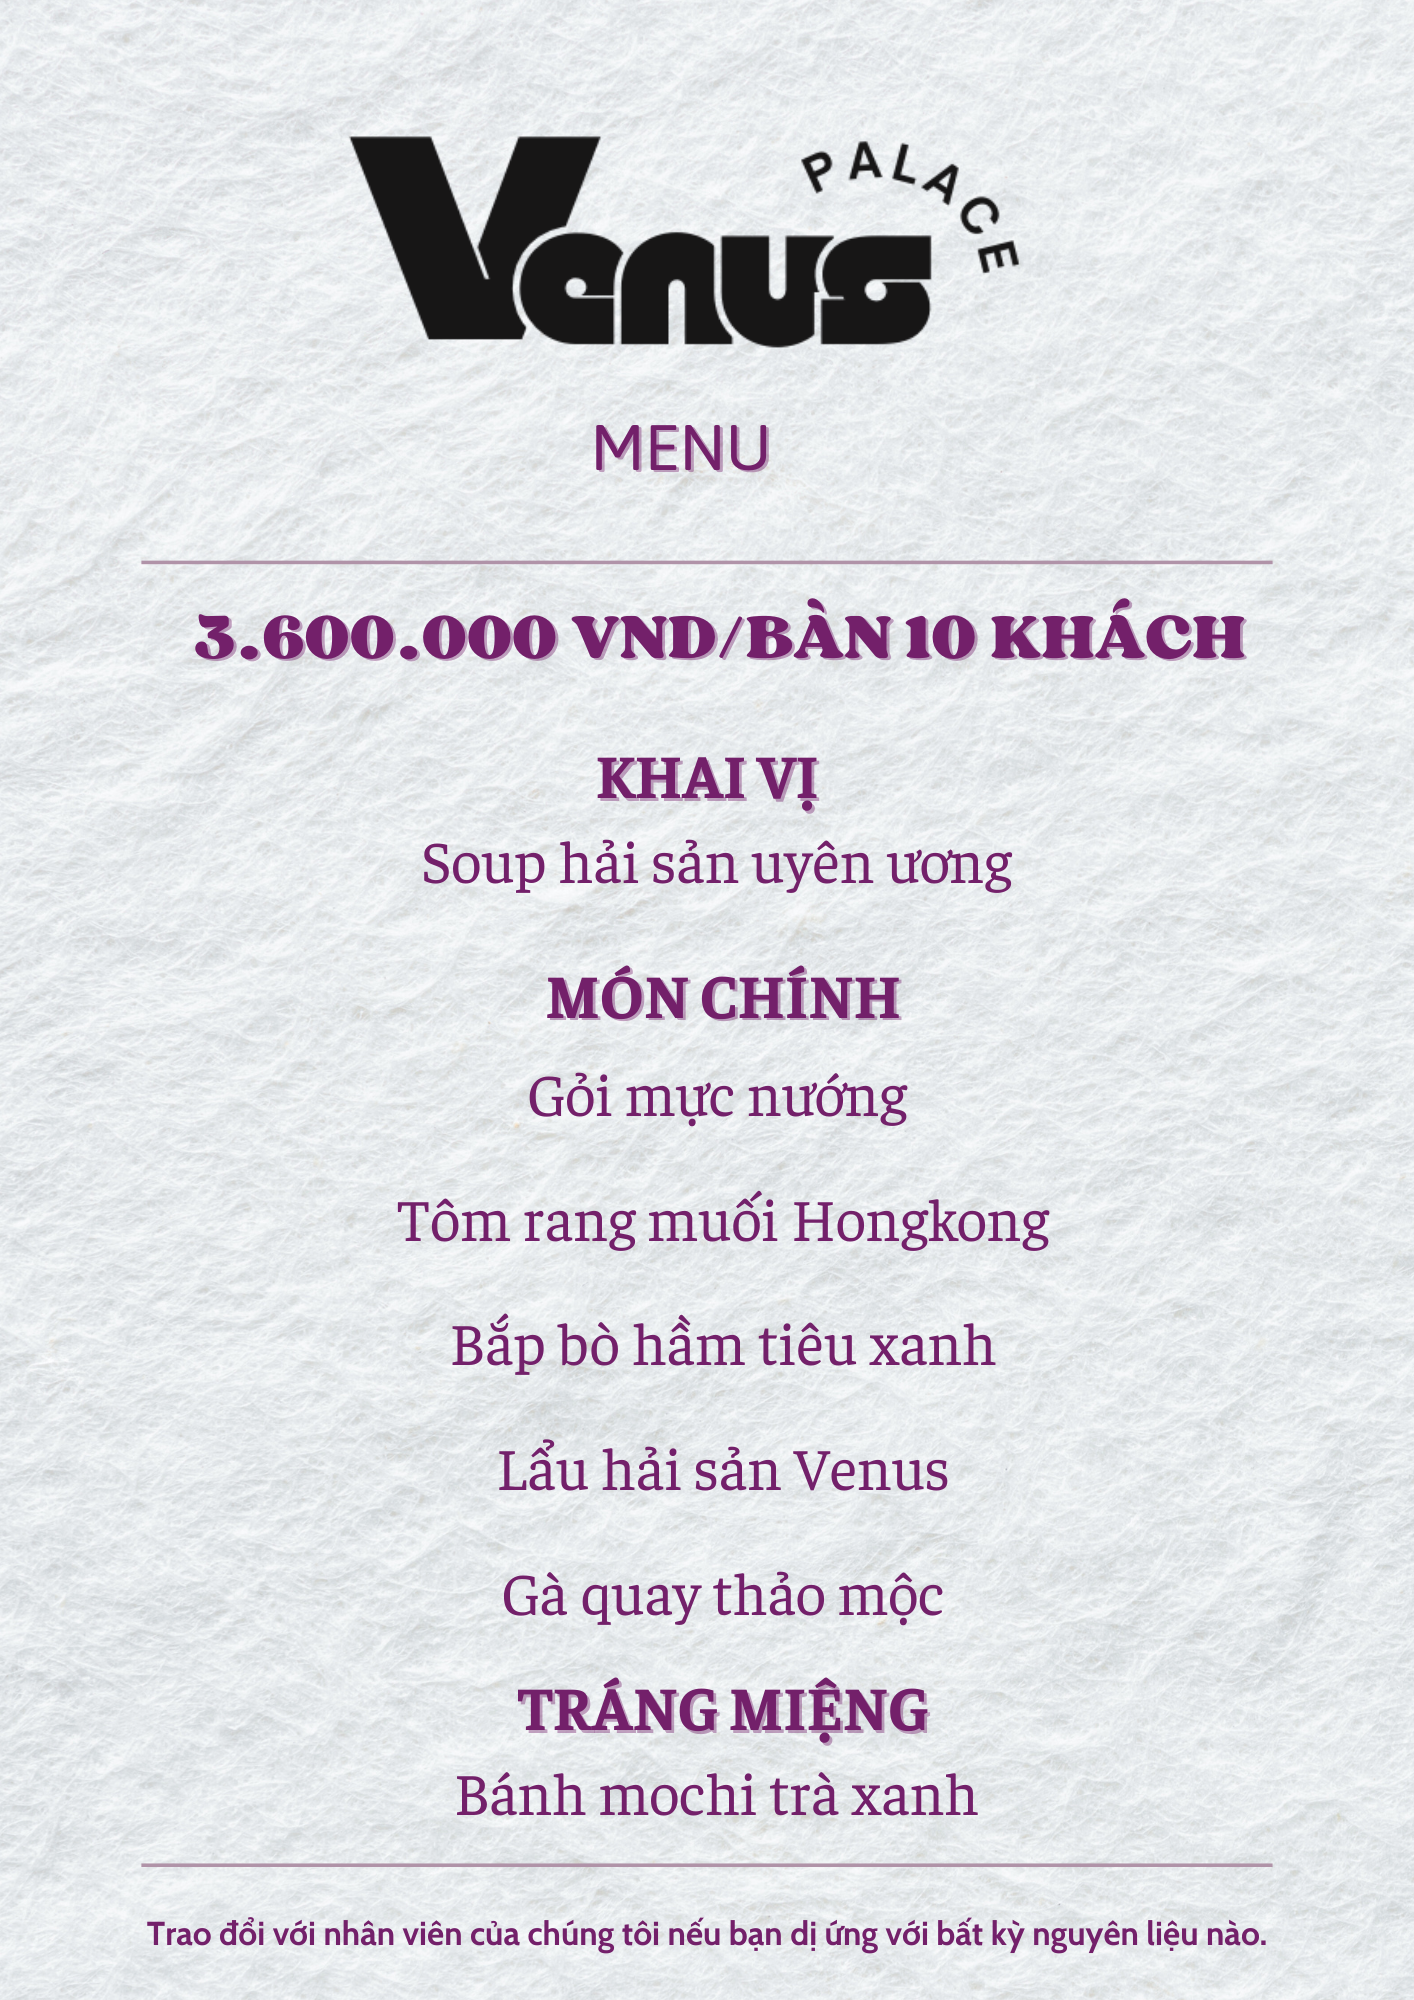 Venus PALACE
MENU
3.600.000 VND/BÀN 10 KHÁCH
KHAI VỊ
Soup hải sản uyên ương
MÓN CHÍNH
Gỏi mực nướng
Tôm rang muối Hongkong
Bắp bò hầm tiêu xanh
Lẩu hải sản Venus
Gà quay thảo mộc
TRÁNG MIỆNG
Bánh mochi trà xanh
Trao đổi với nhân viên của chúng tôi nếu bạn dị ứng với bất kỳ nguyên liệu nào.